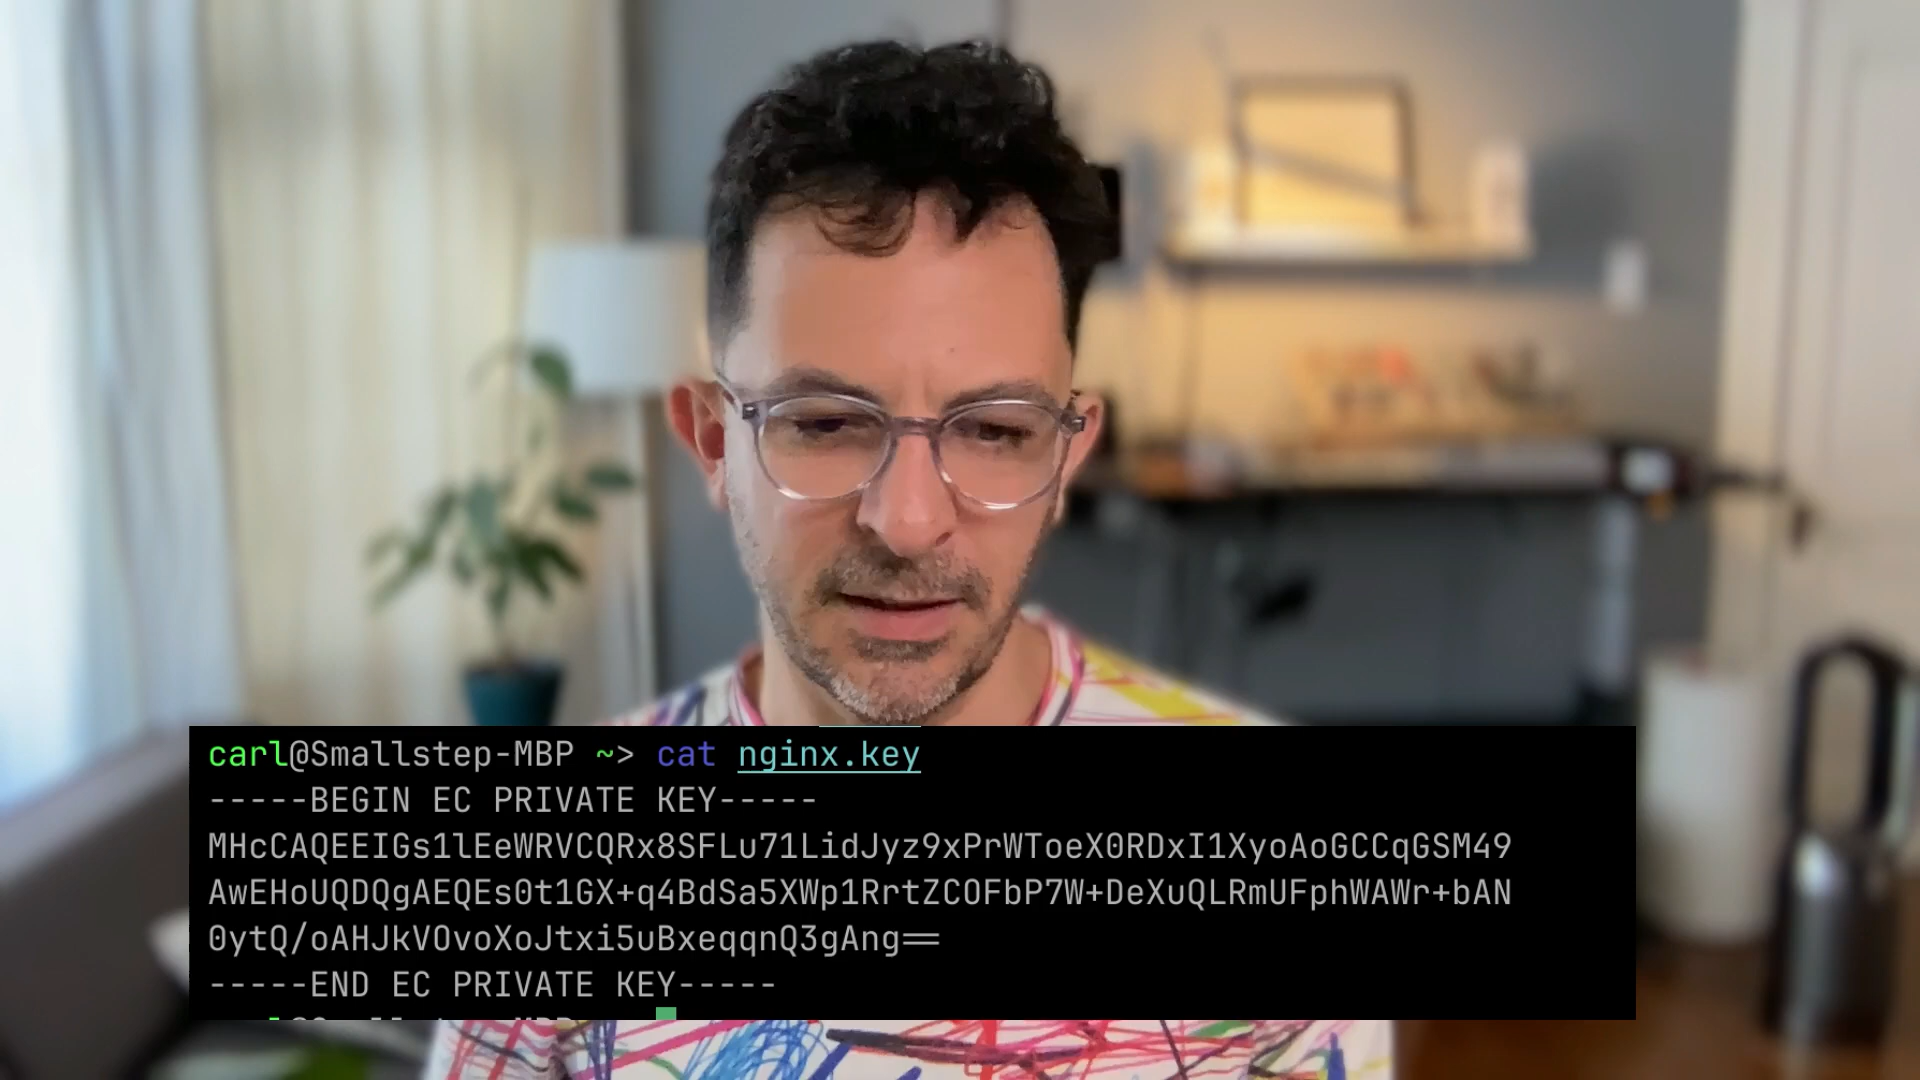 carl@Smallstep-MBP ~> cat nginx.key
-----BEGIN EC PRIVATE KEY-----
MHcCAQEEIGs1lEeWRVCQRx8SFLu71LidJyz9xPrWToeX0RDxI1XyoAoGCCqGSM49
AwEHoUQDQgAEQEs0t1GX+q4BdSa5XWp1RrtZCOFbP7W+DeXuQLRmUFphWAWr+bAN
0ytQ/oAHJkVOvoXoJtxi5uBxeqqnQ3gAng==
-----END EC PRIVATE KEY-----